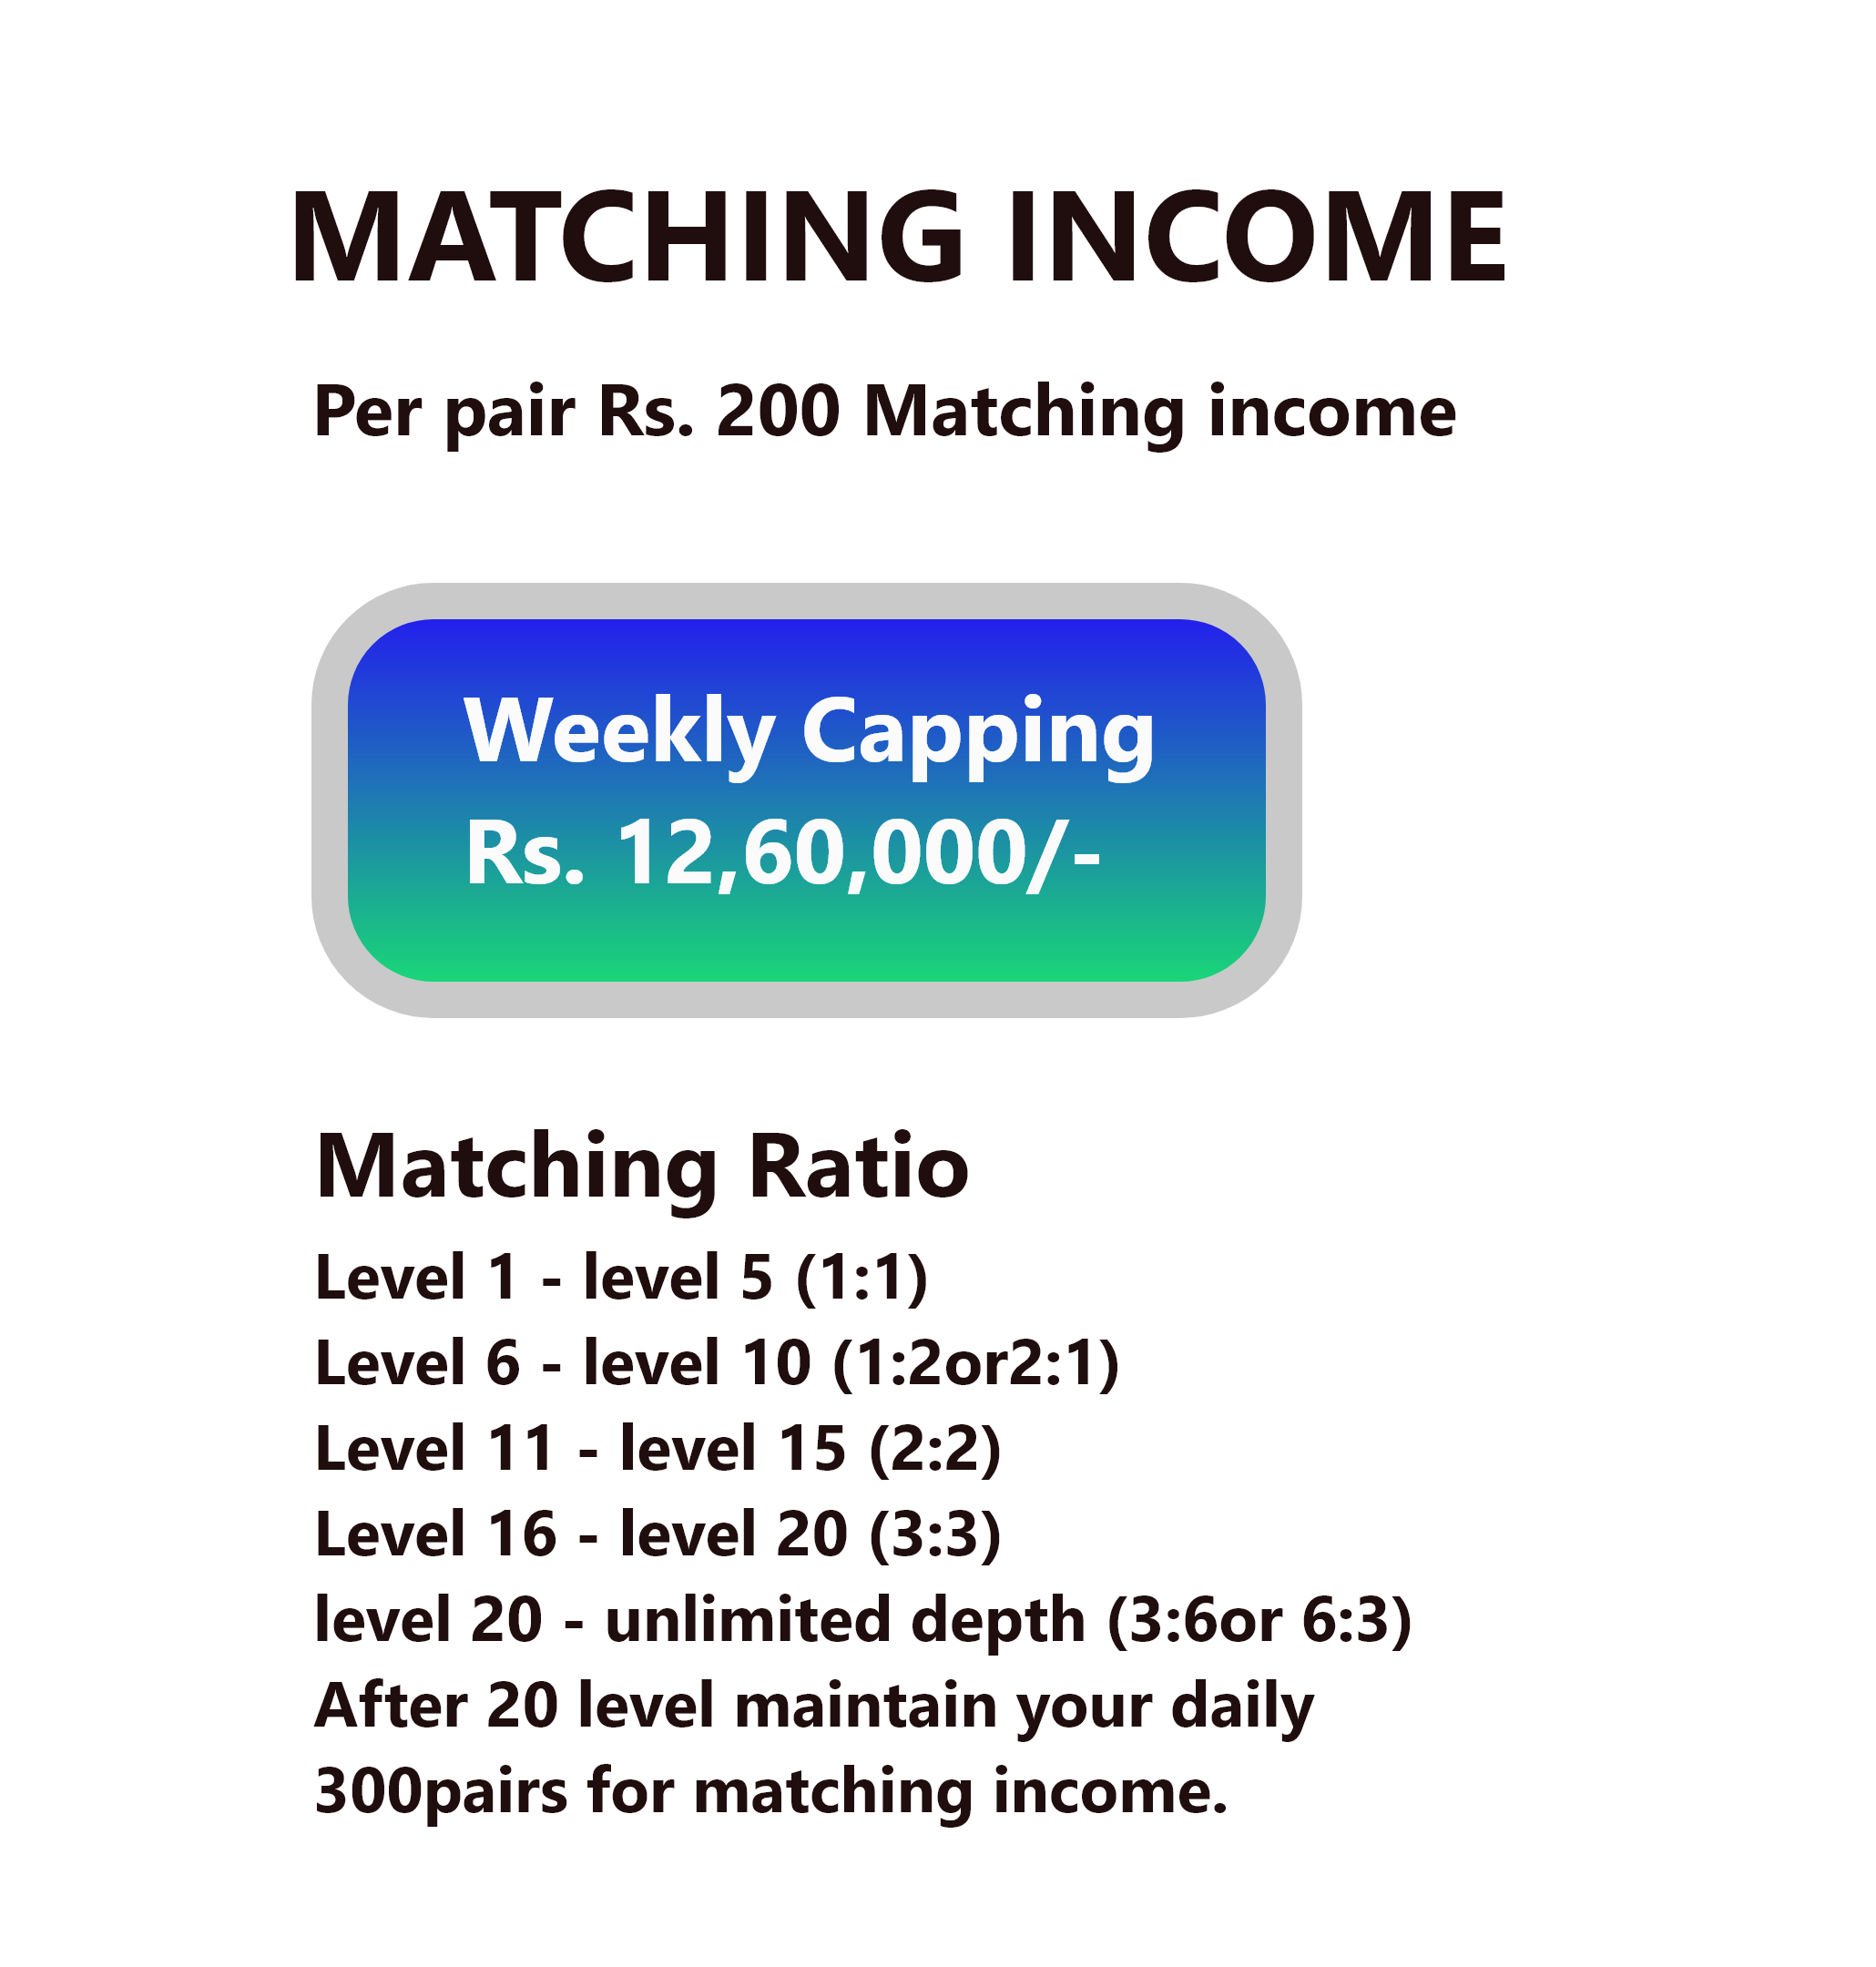 MATCHING INCOME
Per pair Rs. 200 Matching income
Weekly Capping
Rs. 12,60,000/-
Matching Ratio
Level 1 - level 5 (1:1)
Level 6 - level 10 (1:2or2:1)
Level 11 - level 15 (2:2)
Level 16 - level 20 (3:3)
level 20 - unlimited depth (3:6or 6:3)
After 20 level maintain your daily
300pairs for matching income.